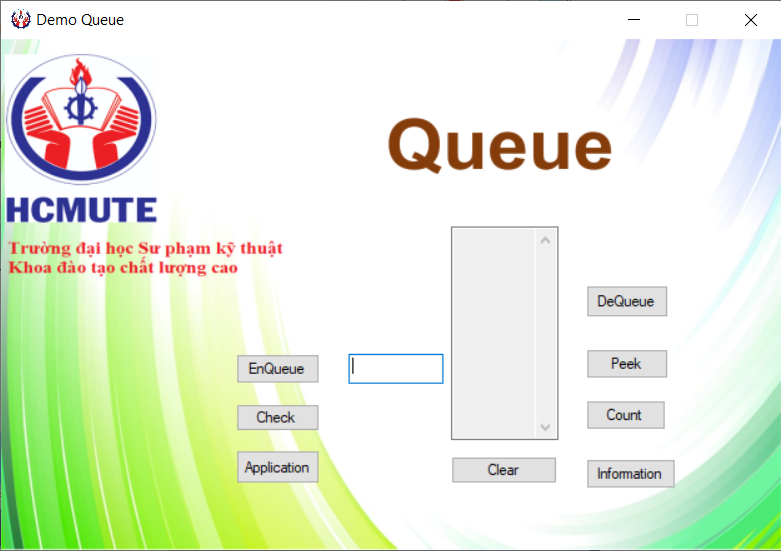 Demo Queue
HCMUTE
Trường đại học Sư phạm kỹ thuật
Khoa đào tạo chất lượng cao
Queue
DeQueue
EnQueue
Peek
Check
Count
Application
Clear
Information